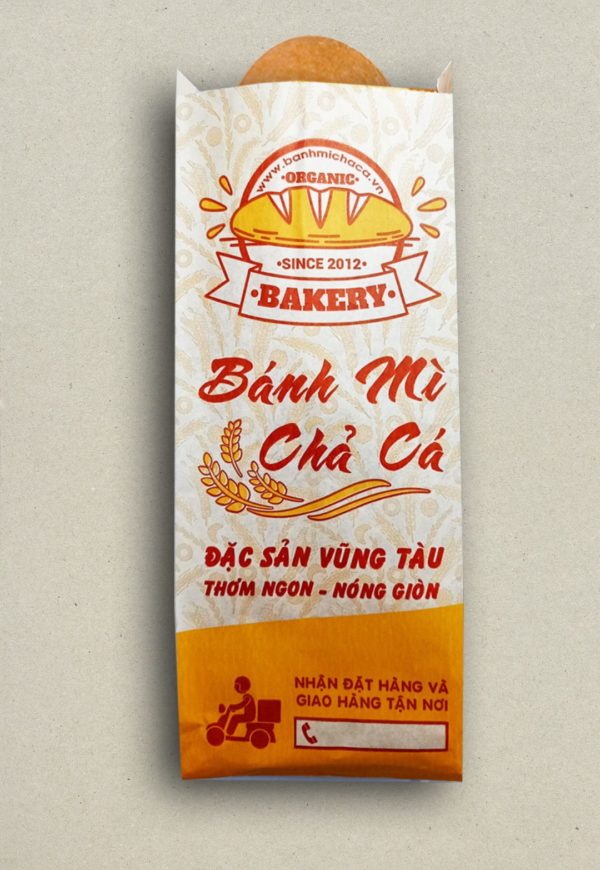 www.banhmichaca.vn
•ORGANIC•
•SINCE 2012•
•BAKERY•
Bánh Mì
Chả Cá
ĐẶC SẢN VŨNG TÀU
THƠM NGON - NÓNG GIÒN
NHẬN ĐẶT HÀNG VÀ
GIAO HÀNG TẬN NƠI